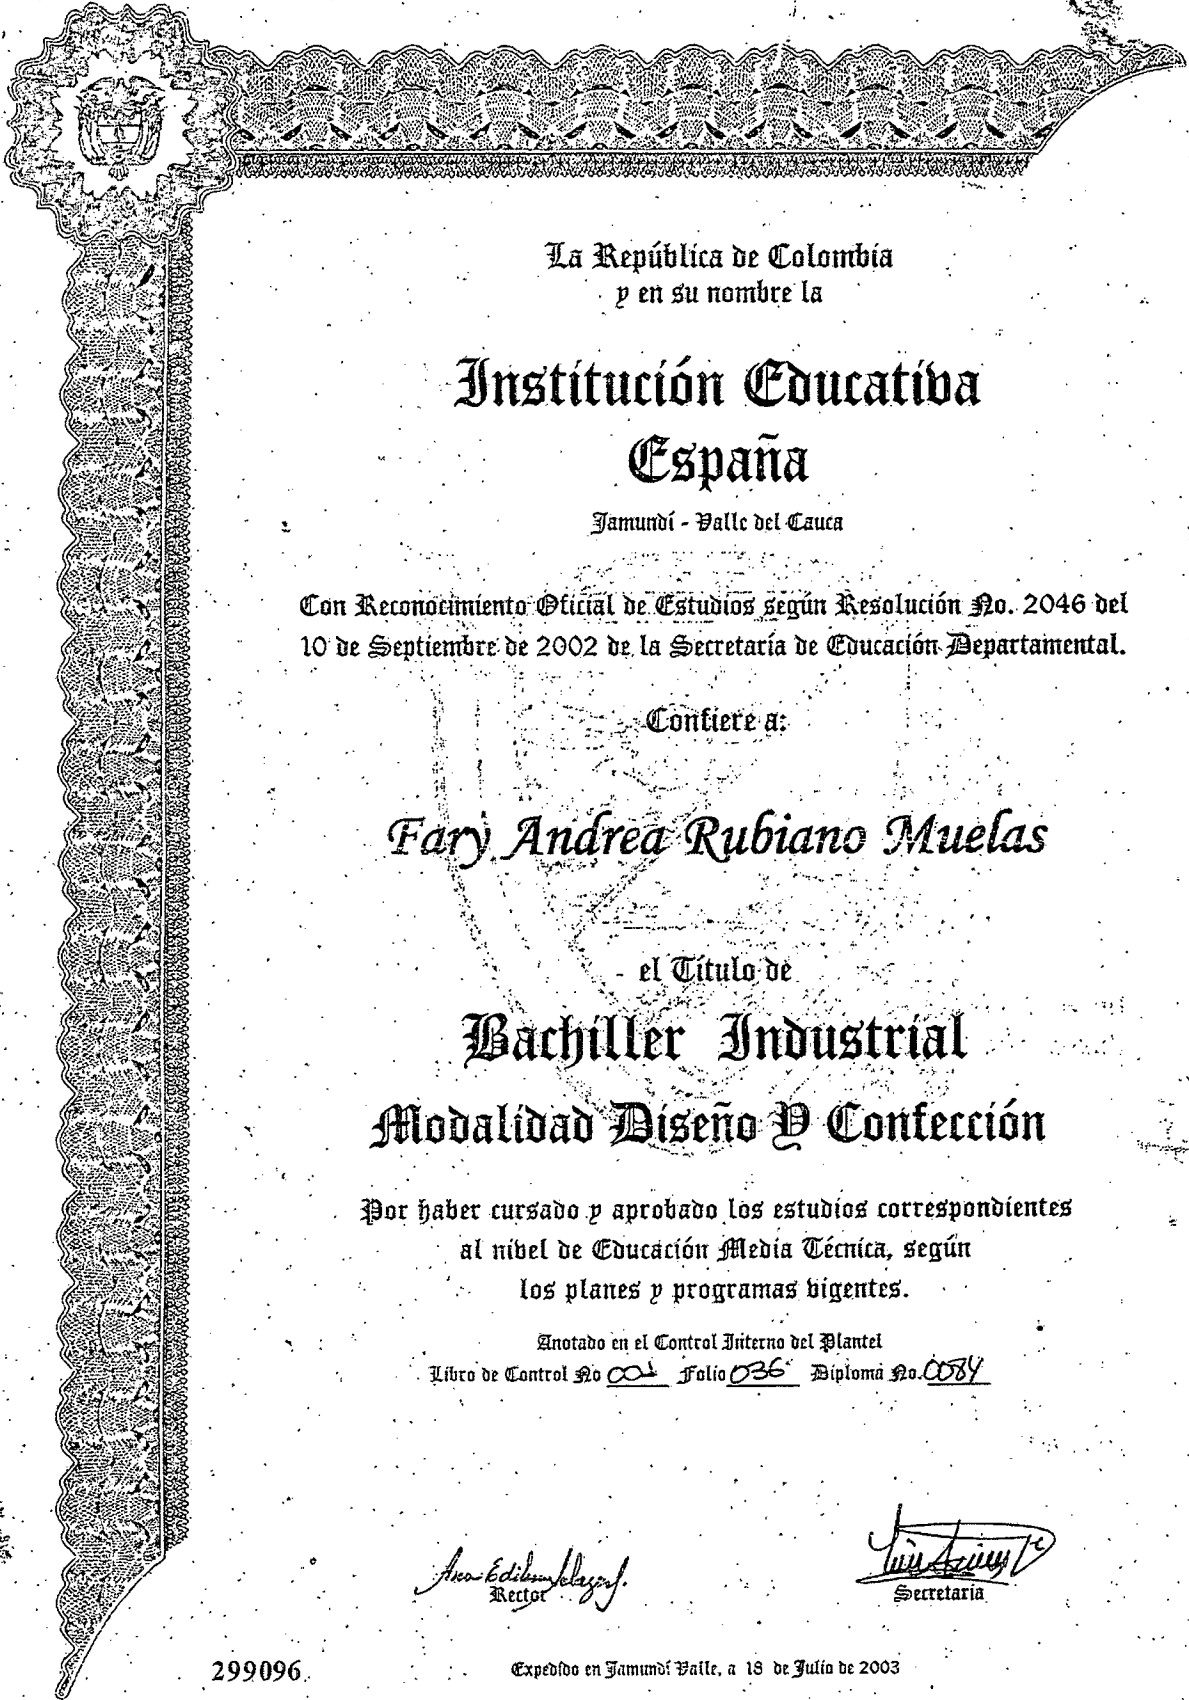 La República de Colombia
y en su nombre la
Institución Educativa
España
Jamundí - Valle del Cauca
Con Reconocimiento Oficial de Estudios según Resolución No. 2046 del
10 de Septiembre de 2002 de la Secretaría de Educación Departamental.
Confiere a:
Fary Andrea Rubiano Muelas
el Título de
Bachiller Industrial
Modalidad Diseño Y Confección
Por haber cursado y aprobado los estudios correspondientes
al nivel de Educación Media Técnica, según
los planes y programas vigentes.
Anotado en el Control Interno del Plantel
Libro de Control No 001 Folio 036 Diploma No. 0084
Rector
Secretaria
299096
Expedido en Jamundí Valle, a 18 de Julio de 2003